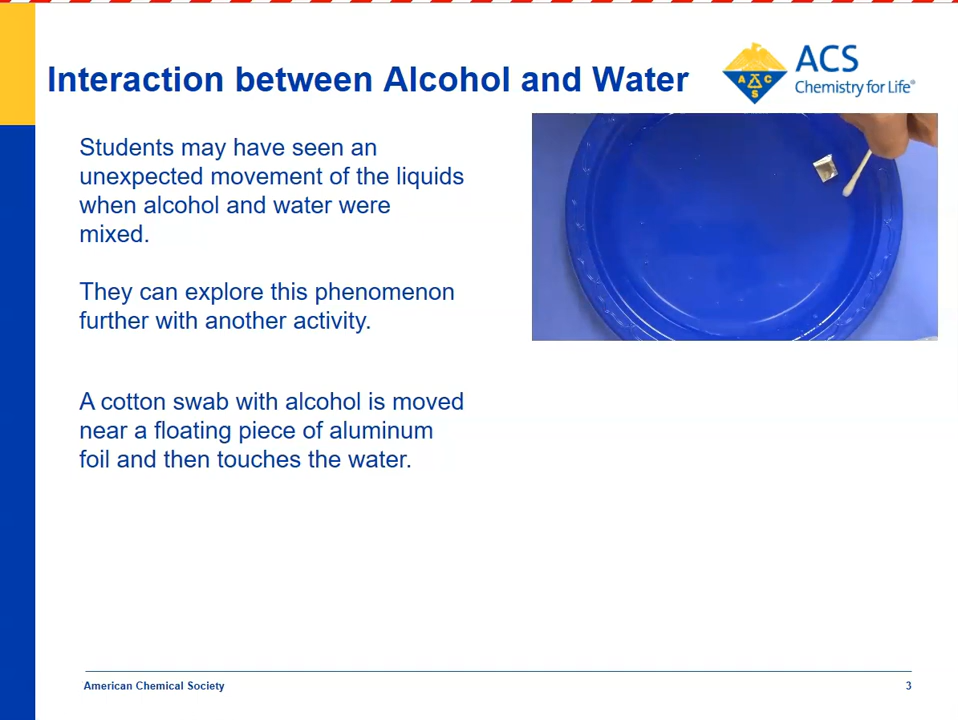 Interaction between Alcohol and Water
ACS
Chemistry for Life®
A C S
Students may have seen an
unexpected movement of the liquids
when alcohol and water were
mixed.
They can explore this phenomenon
further with another activity.
A cotton swab with alcohol is moved
near a floating piece of aluminum
foil and then touches the water.
American Chemical Society
3